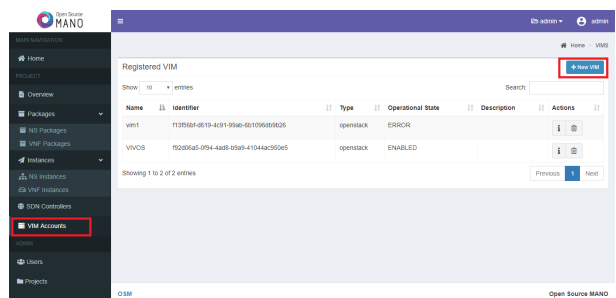 Open Source
MANO
admin
admin
MAIN NAVIGATION
Home
Home > VIMS
PROJECT
Registered VIM
+ New VIM
Overview
Show 10 entries
Search:
Packages
Name Identifier Type Operational State Description Actions
NS Packages
vim1 f13f56bf-d619-4c91-99ab-6b1096db9b26 openstack ERROR
VNF Packages
VIVOS f92d06a5-0f94-4ad8-b9a9-41044ac950e5 openstack ENABLED
Instances
NS Instances
Showing 1 to 2 of 2 entries
Previous 1 Next
VNF Instances
SDN Controllers
VIM Accounts
ADMIN
Users
Projects
OSM
Open Source MANO